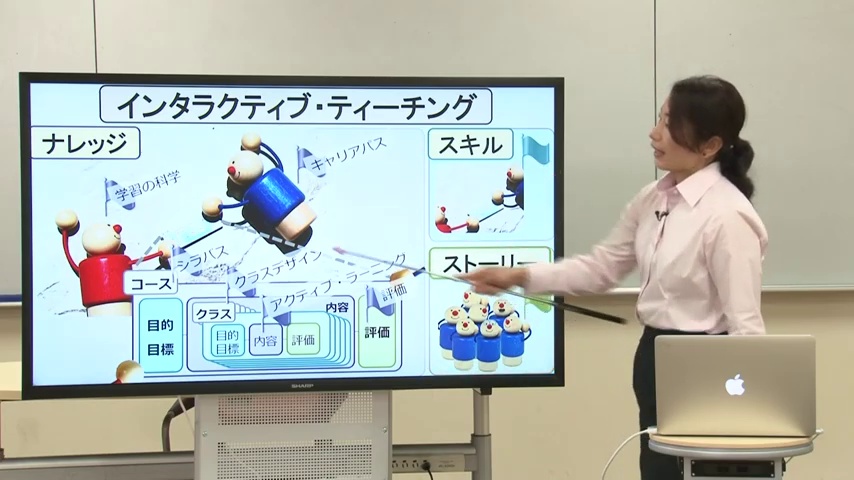 インタラクティブ・ティーチング
ナレッジ
スキル
学習の科学
キャリアパス
シラバス
クラスデザイン
アクティブ・ラーニング
評価
ストーリー
コース
目的
目標
クラス
内容
目的
目標
内容
評価
評価
SHARP